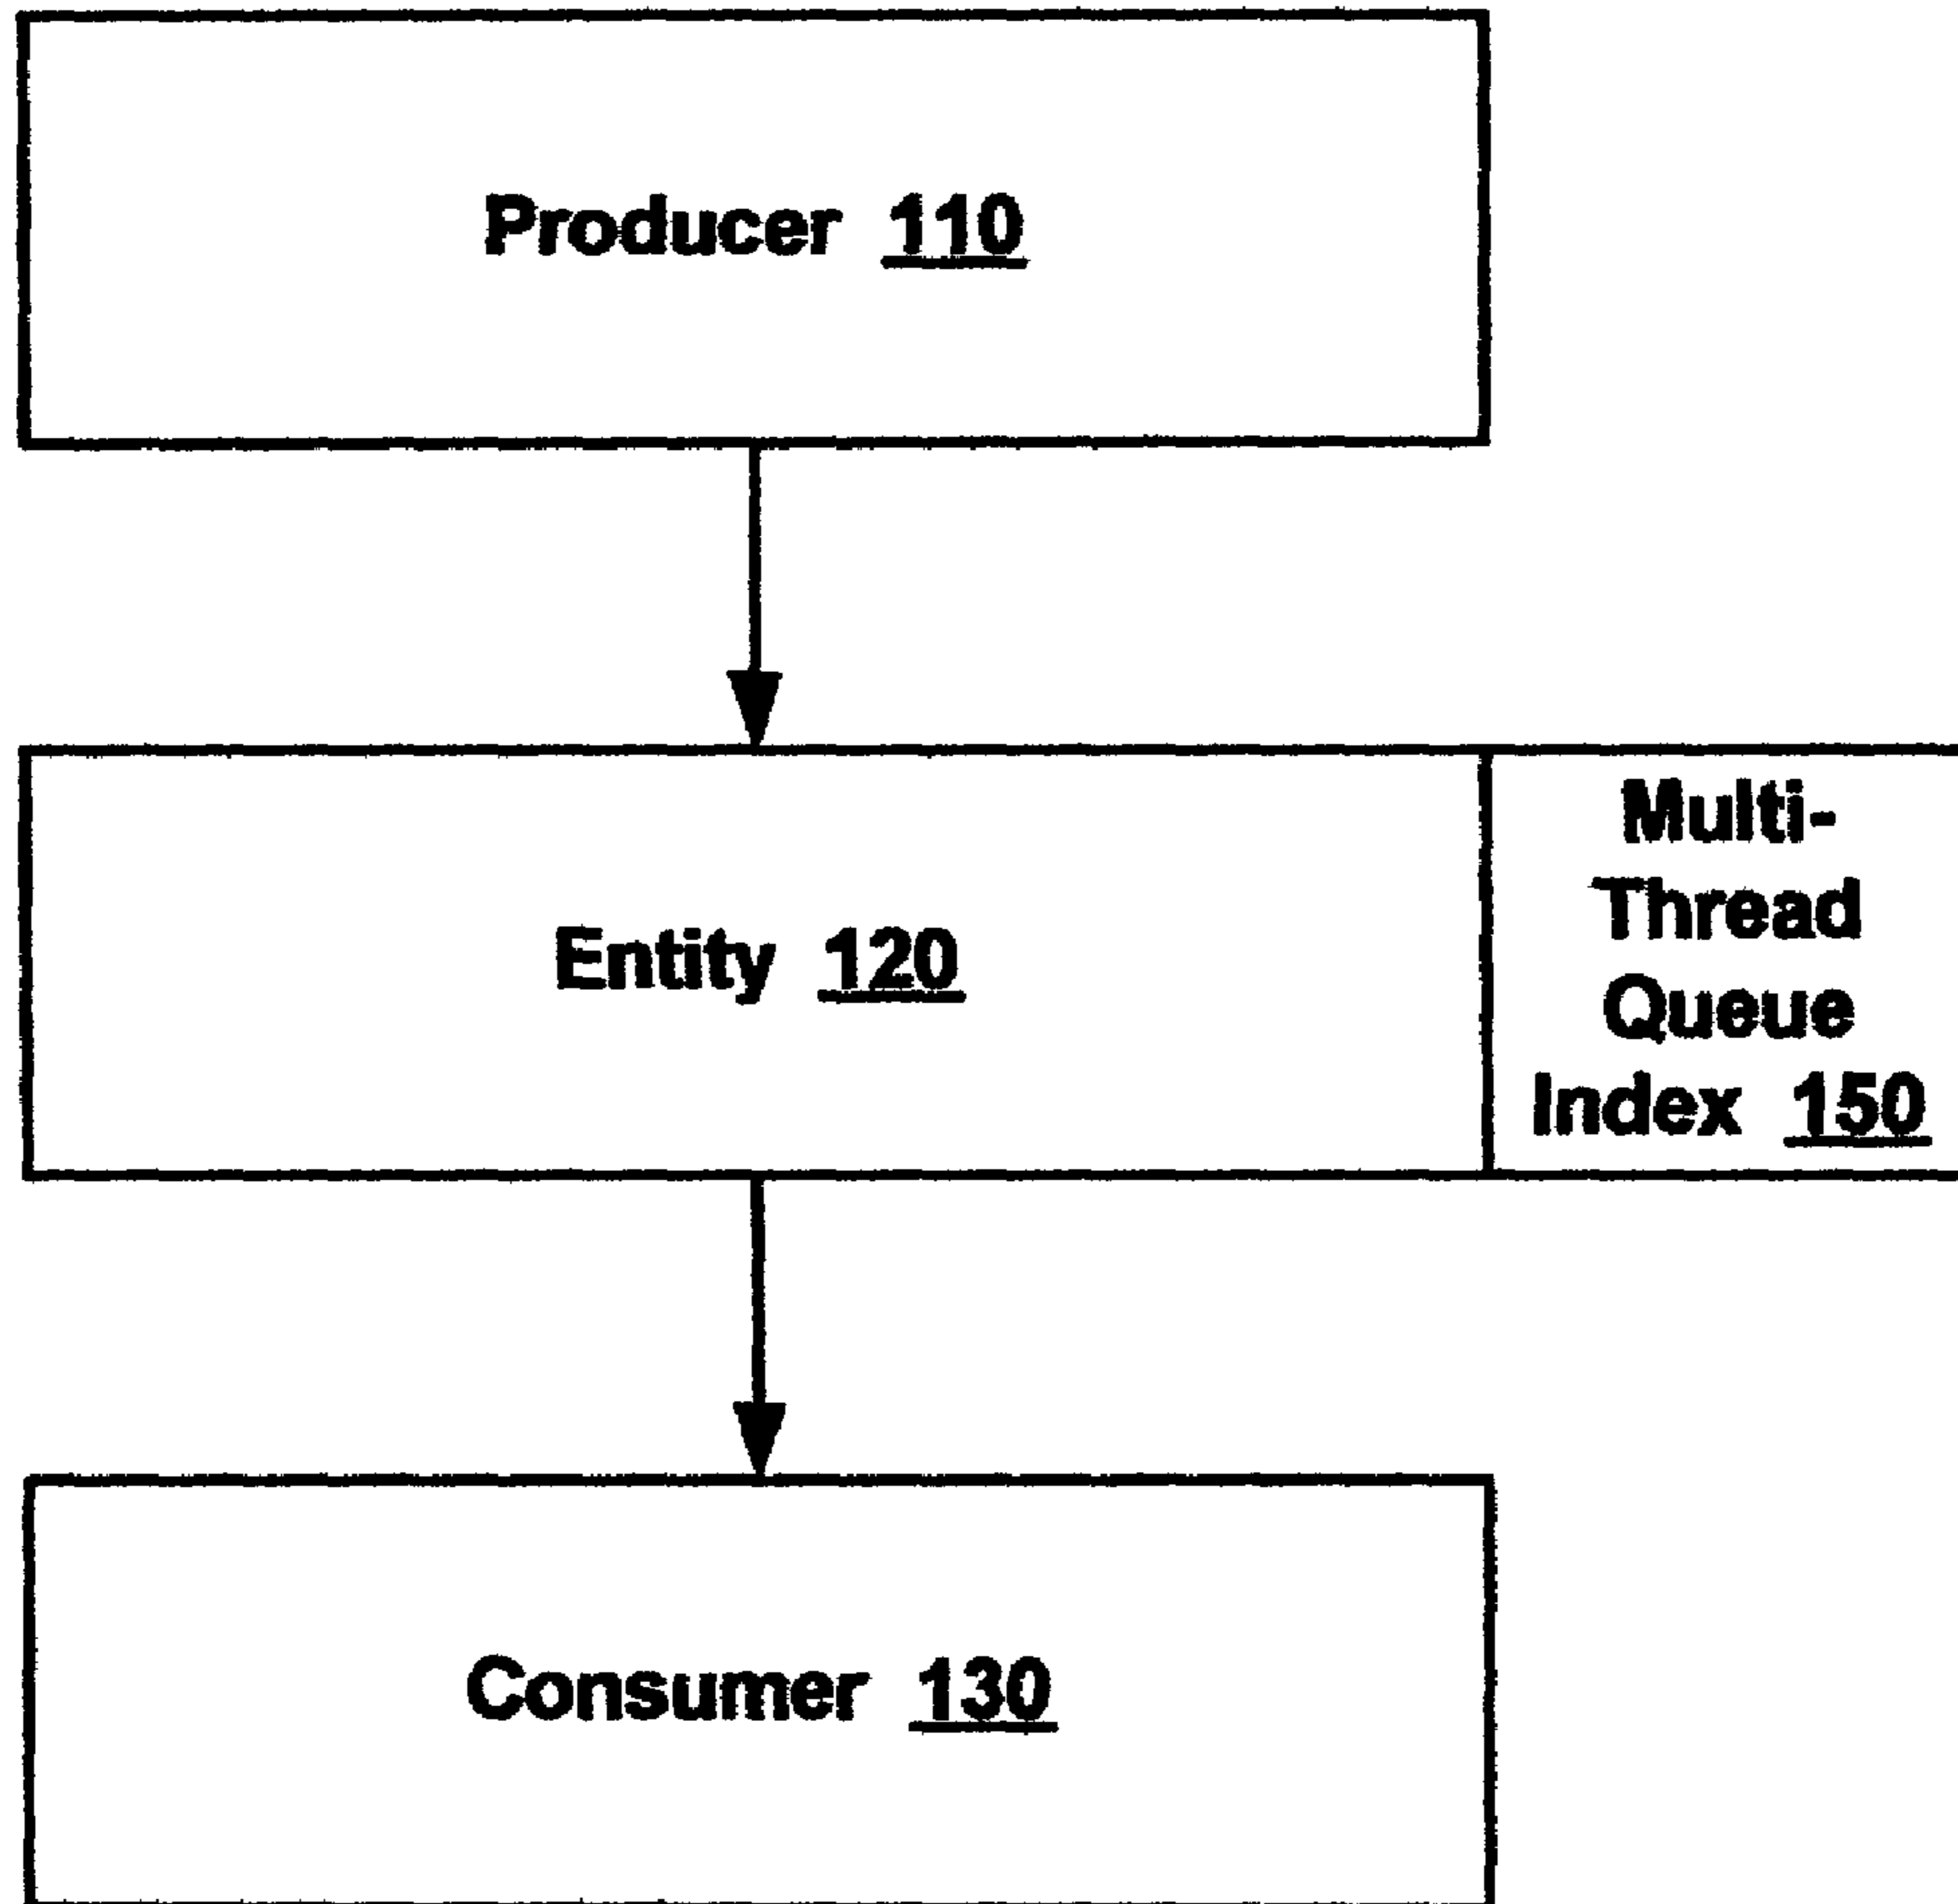 Producer 110
Entity 120
Multi-
Thread
Queue
Index 150
Consumer 130